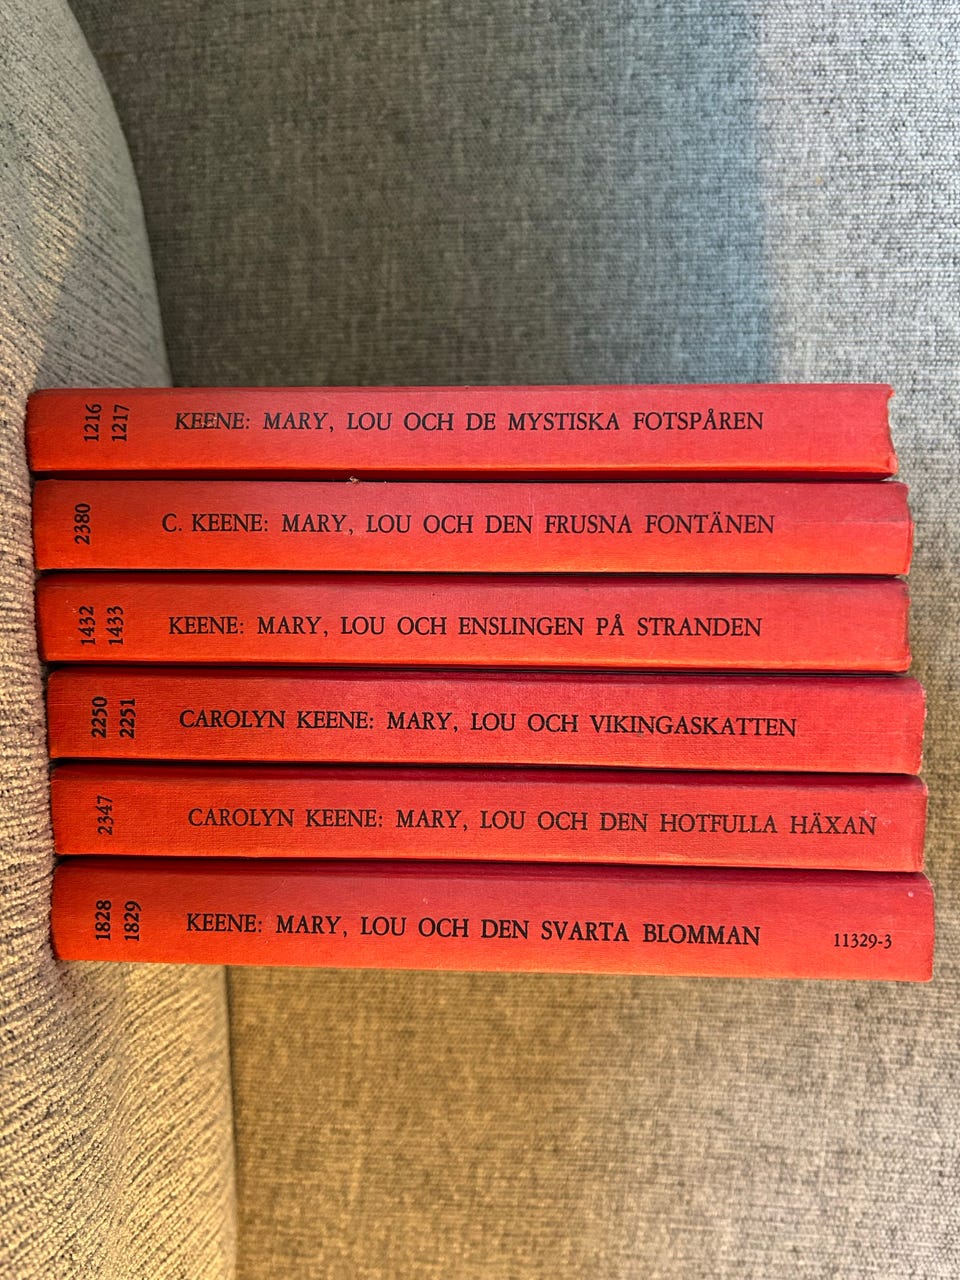 1216
1217
KEENE: MARY, LOU OCH DE MYSTISKA FOTSPÅREN
2380
C. KEENE: MARY, LOU OCH DEN FRUSNA FONTÄNEN
1432
1433
KEENE: MARY, LOU OCH ENSLINGEN PÅ STRANDEN
2250
2251
CAROLYN KEENE: MARY, LOU OCH VIKINGASKATTEN
2347
CAROLYN KEENE: MARY, LOU OCH DEN HOTFULLA HÄXAN
1828
1829
KEENE: MARY, LOU OCH DEN SVARTA BLOMMAN
11329-3